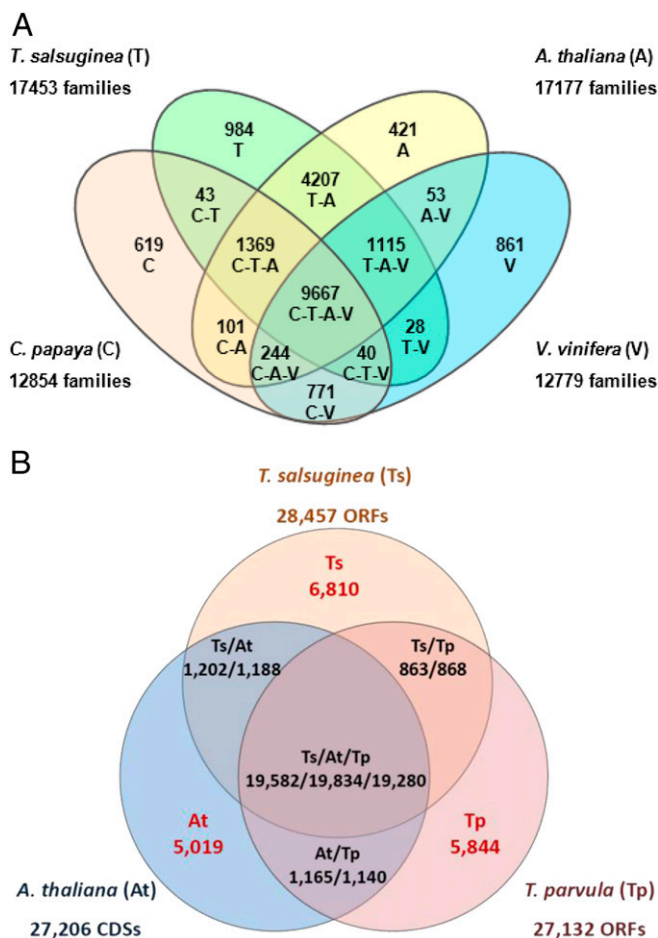 A
T. salsuginea (T)
17453 families
A. thaliana (A)
17177 families
984
T
421
A
43
C-T
4207
T-A
53
A-V
619
C
1369
C-T-A
1115
T-A-V
861
V
9667
C-T-A-V
101
C-A
28
T-V
244
C-A-V
40
C-T-V
771
C-V
C. papaya (C)
12854 families
V. vinifera (V)
12779 families
B
T. salsuginea (Ts)
28,457 ORFs
Ts
6,810
Ts/At
1,202/1,188
Ts/Tp
863/868
Ts/At/Tp
19,582/19,834/19,280
At
5,019
Tp
5,844
At/Tp
1,165/1,140
A. thaliana (At)
27,206 CDSs
T. parvula (Tp)
27,132 ORFs